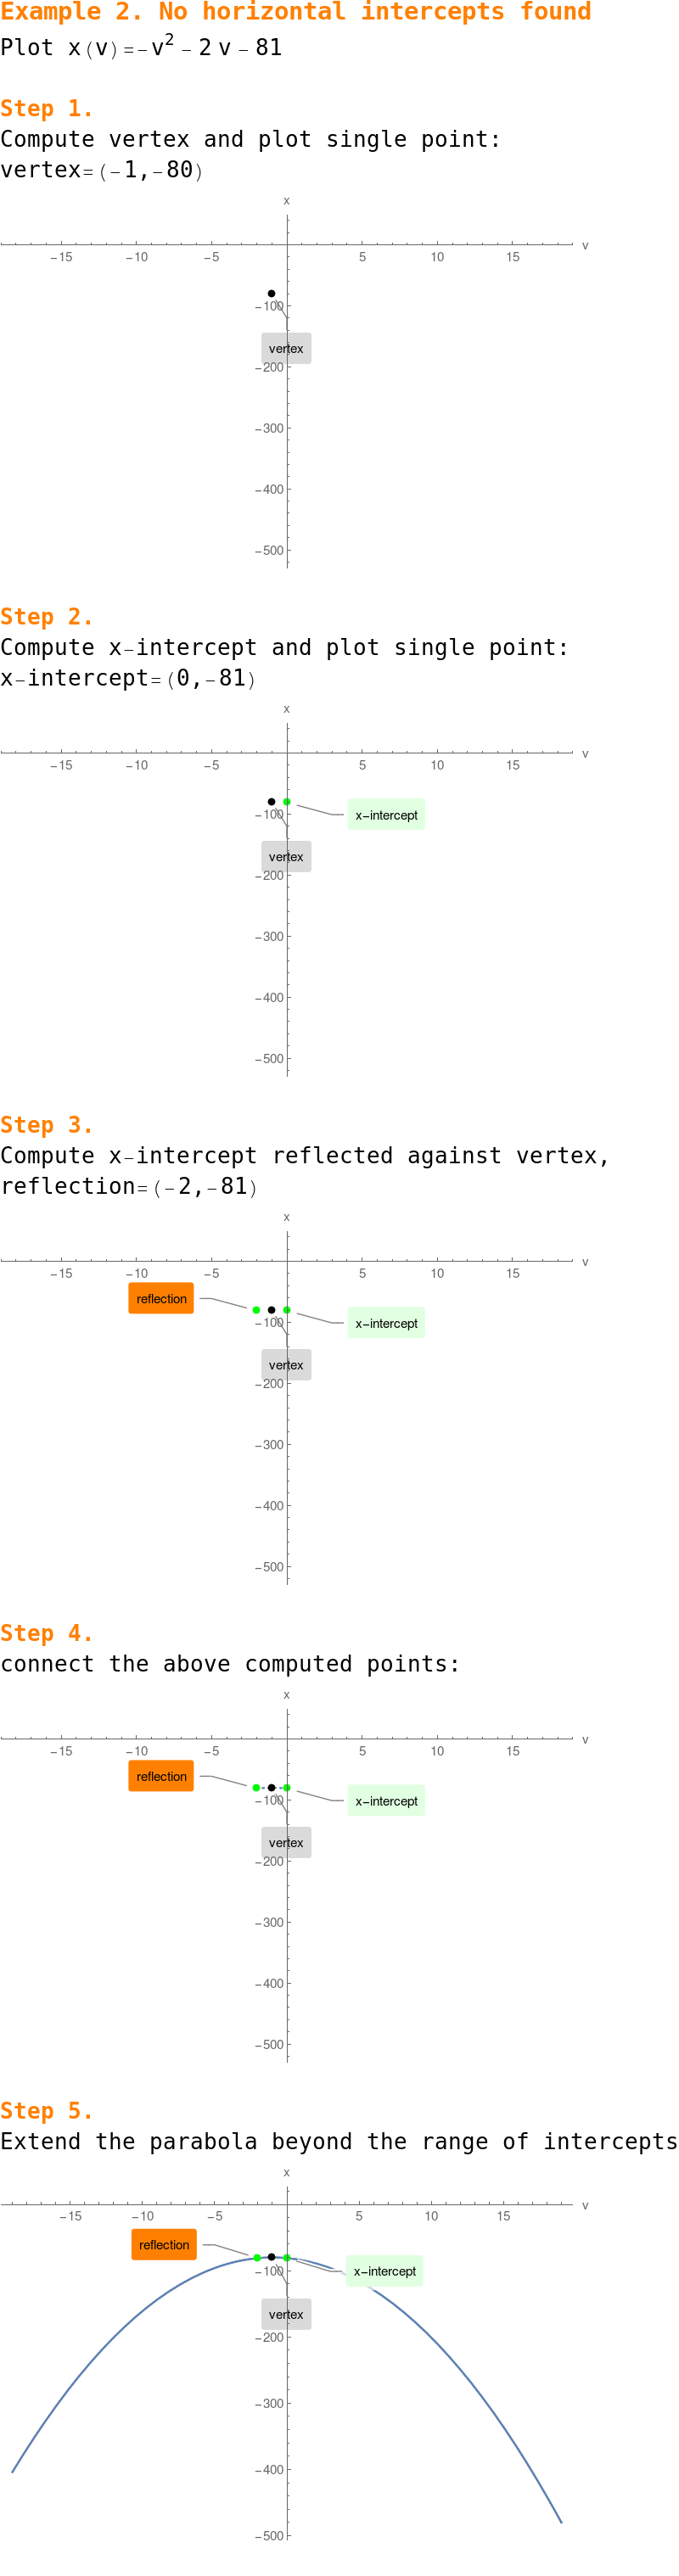 Example 2. No horizontal intercepts found
Plot x(v)=-v² - 2 v - 81
Step 1.
Compute vertex and plot single point:
vertex=(-1,-80)
x
v
-15 -10 -5 5 10 15
-100
vertex
-200
-300
-400
-500
Step 2.
Compute x-intercept and plot single point:
x-intercept=(0,-81)
x
v
-15 -10 -5 5 10 15
-100
x-intercept
vertex
-200
-300
-400
-500
Step 3.
Compute x-intercept reflected against vertex,
reflection=(-2,-81)
x
v
-15 -10 -5 5 10 15
reflection
-100
x-intercept
vertex
-200
-300
-400
-500
Step 4.
connect the above computed points:
x
v
-15 -10 -5 5 10 15
reflection
-100
x-intercept
vertex
-200
-300
-400
-500
Step 5.
Extend the parabola beyond the range of intercepts
x
v
-15 -10 -5 5 10 15
reflection
-100
x-intercept
vertex
-200
-300
-400
-500